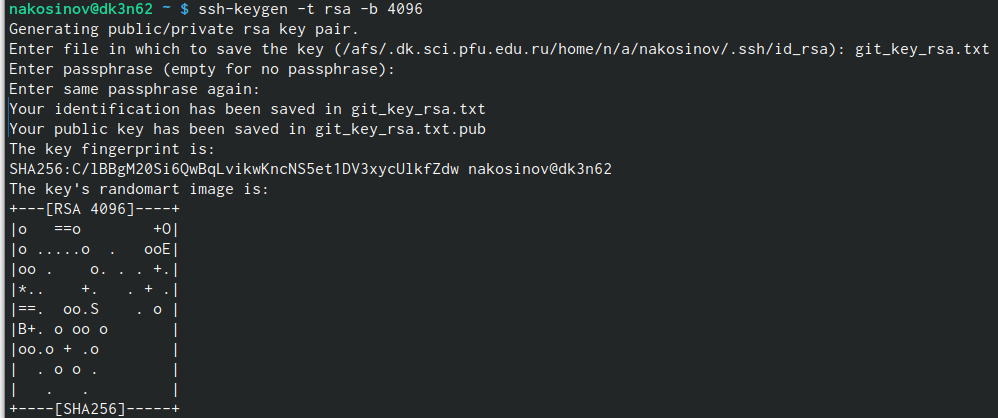 nakosinov@dk3n62 ~ $ ssh-keygen -t rsa -b 4096
Generating public/private rsa key pair.
Enter file in which to save the key (/afs/.dk.sci.pfu.edu.ru/home/n/a/nakosinov/.ssh/id_rsa): git_key_rsa.txt
Enter passphrase (empty for no passphrase):
Enter same passphrase again:
Your identification has been saved in git_key_rsa.txt
Your public key has been saved in git_key_rsa.txt.pub
The key fingerprint is:
SHA256:C/lBBgM20Si6QwBqLvikwKncNS5et1DV3xycUlkfZdw nakosinov@dk3n62
The key's randomart image is:
+---[RSA 4096]----+
|o   ==o        +O|
|o .....o  .   ooE|
|oo .    o. . . +.|
|*..    +.   . + .|
|==.  oo.S    . o |
|B+. o oo o       |
|oo.o + .o        |
|  . o o .        |
|   .   .         |
+----[SHA256]-----+